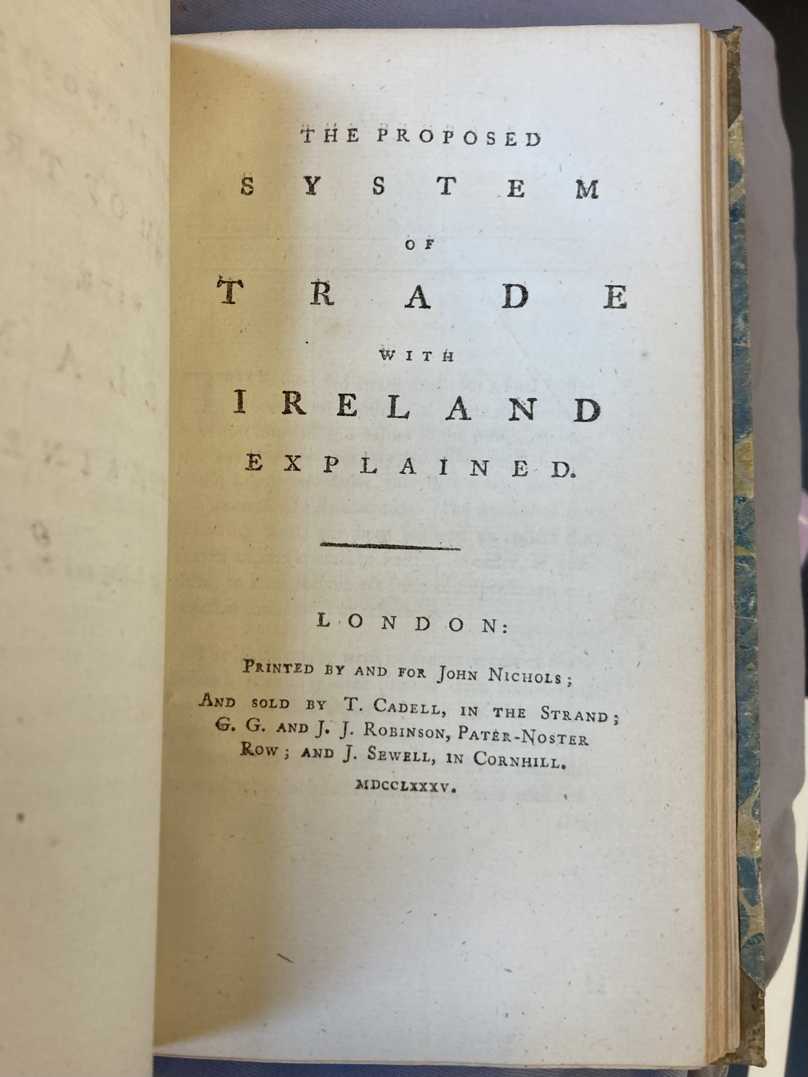 THE PROPOSED
SYSTEM
OF
TRADE
WITH
IRELAND
EXPLAINED.
LONDON:
PRINTED BY AND FOR JOHN NICHOLS;
AND SOLD BY T. CADELL, IN THE STRAND;
G. G. AND J. J. ROBINSON, PATER-NOSTER
ROW; AND J. SEWELL, IN CORNHILL.
MDCCLXXXV.